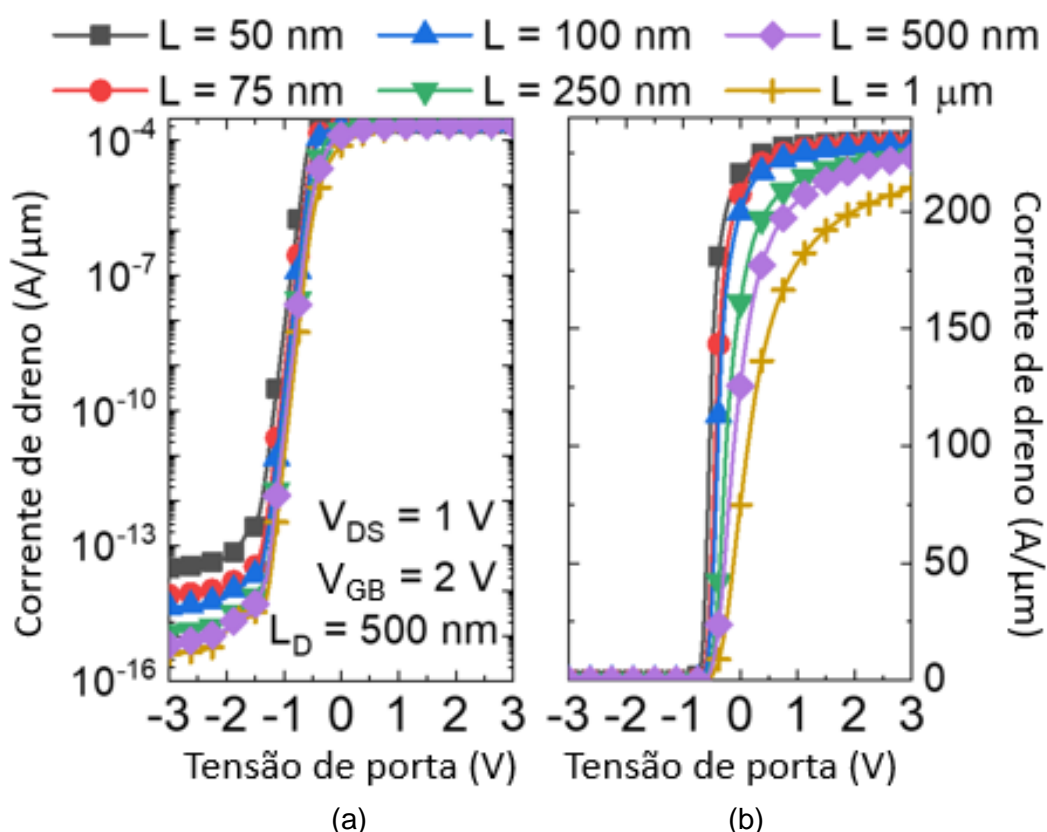 L = 50 nm L = 100 nm L = 500 nm
L = 75 nm L = 250 nm L = 1 μm
Corrente de dreno (A/μm)
10⁻⁴
10⁻⁷
10⁻¹⁰
10⁻¹³
10⁻¹⁶
V_DS = 1 V
V_GB = 2 V
L_D = 500 nm
-3 -2 -1 0 1 2 3
Tensão de porta (V)
(a)
200
150
100
50
0
Corrente de dreno (A/μm)
-3 -2 -1 0 1 2 3
Tensão de porta (V)
(b)